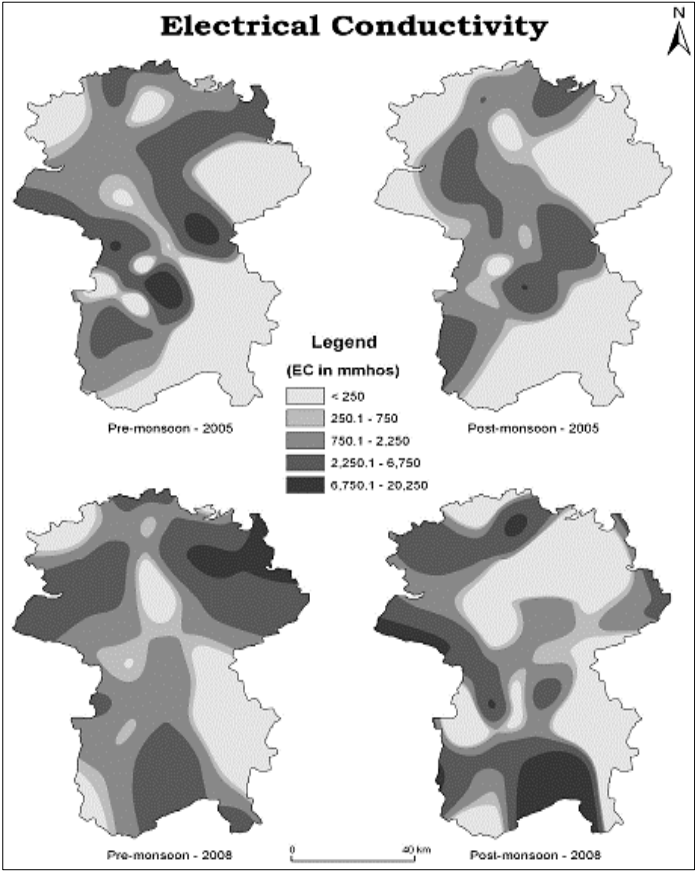 Electrical Conductivity
N
Pre-monsoon - 2005
Post-monsoon - 2005
Legend
(EC in mmhos)
< 250
250.1 - 750
750.1 - 2,250
2,250.1 - 6,750
6,750.1 - 20,250
Pre-monsoon - 2008
0 40 km
Post-monsoon - 2008